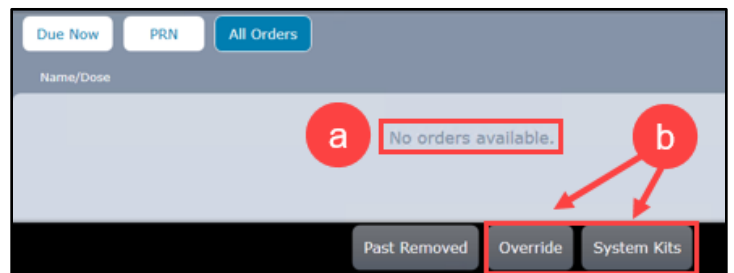 Due Now PRN All Orders
Name/Dose
a No orders available. b
Past Removed Override System Kits